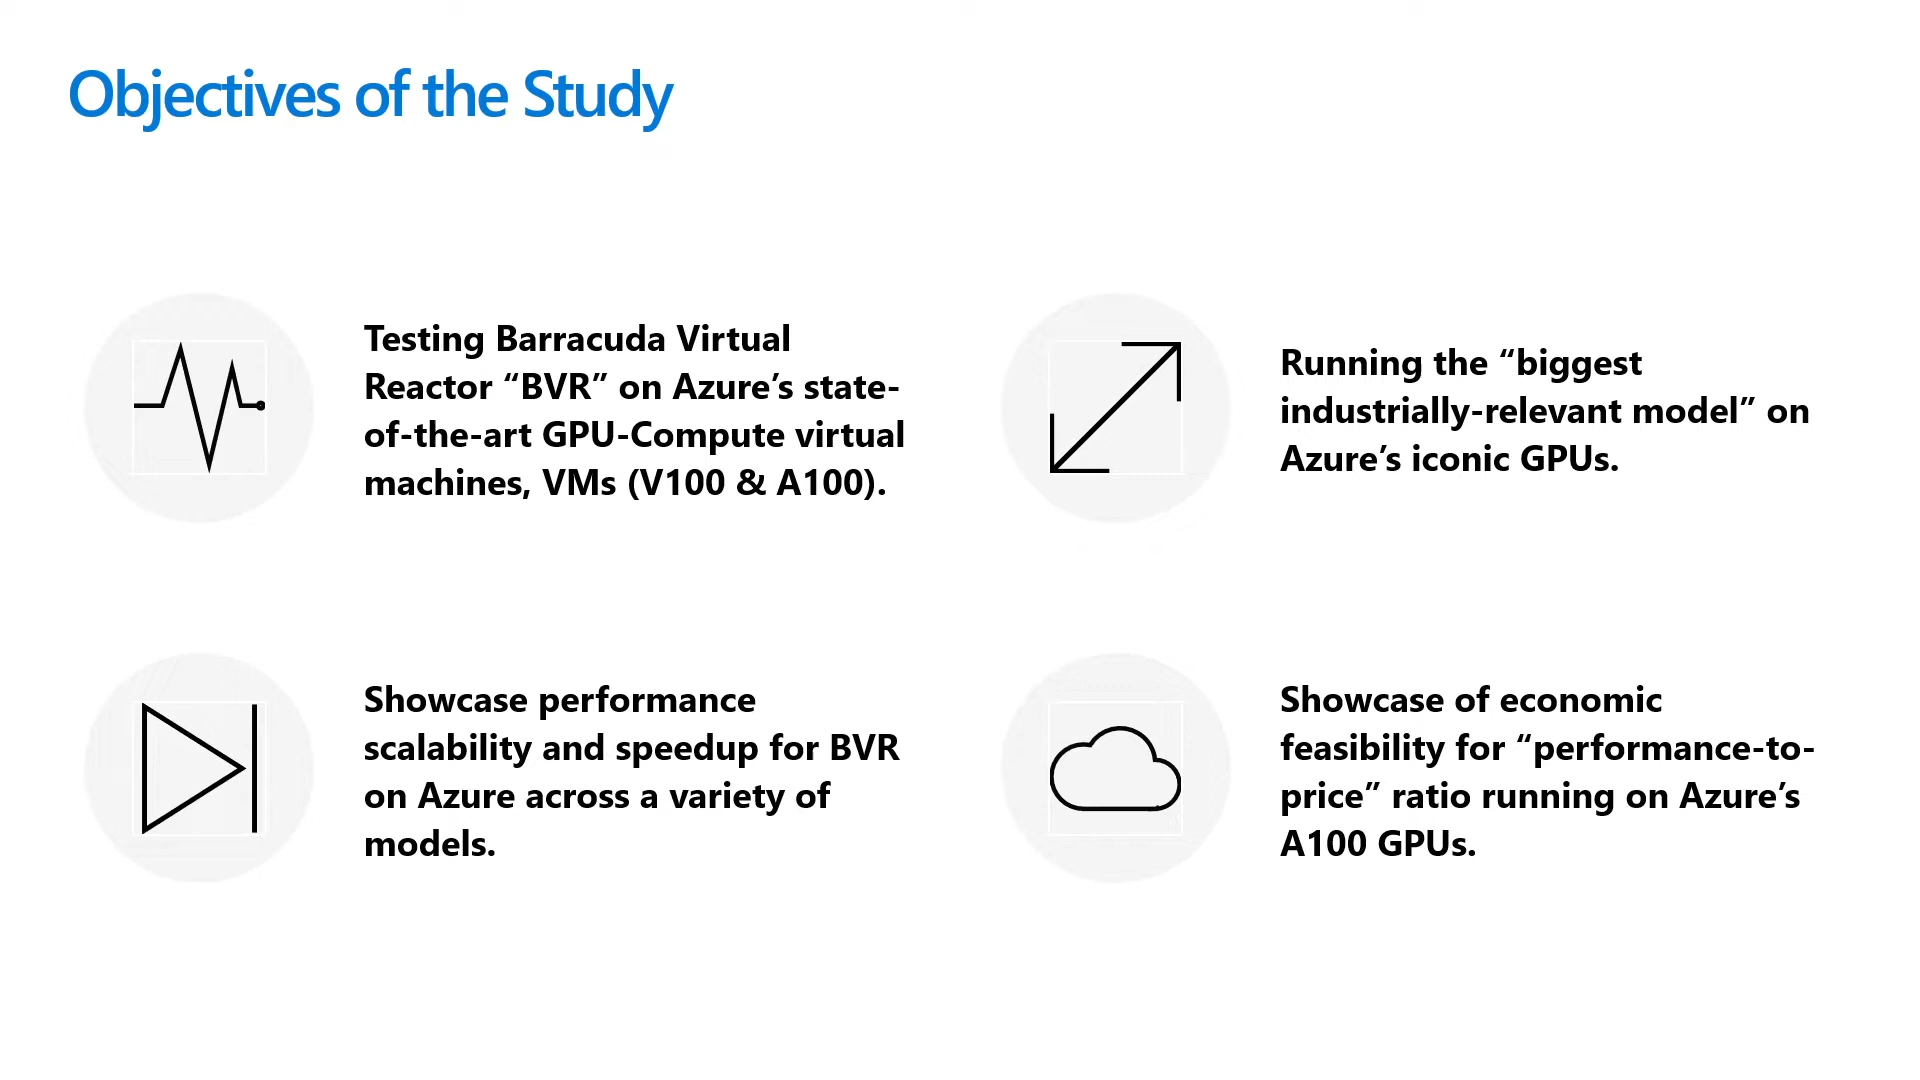 Objectives of the Study
Testing Barracuda Virtual
Reactor “BVR” on Azure’s state-
of-the-art GPU-Compute virtual
machines, VMs (V100 & A100).
Running the “biggest
industrially-relevant model” on
Azure’s iconic GPUs.
Showcase performance
scalability and speedup for BVR
on Azure across a variety of
models.
Showcase of economic
feasibility for “performance-to-
price” ratio running on Azure’s
A100 GPUs.